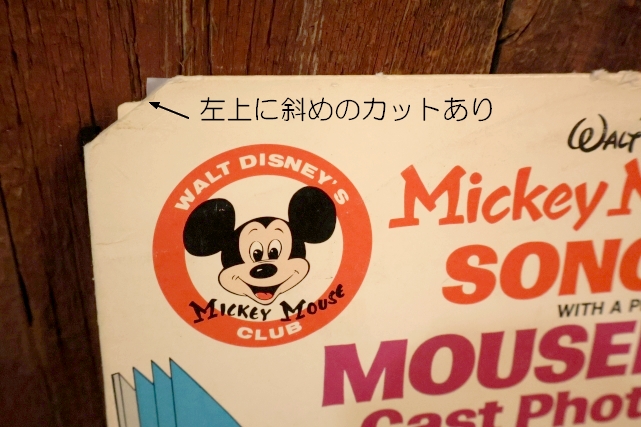 左上に斜めのカットあり
WALT
Mickey
WALT DISNEY'S
MICKEY MOUSE
CLUB
SONG
WITH A
MOUSE
Cast Phot